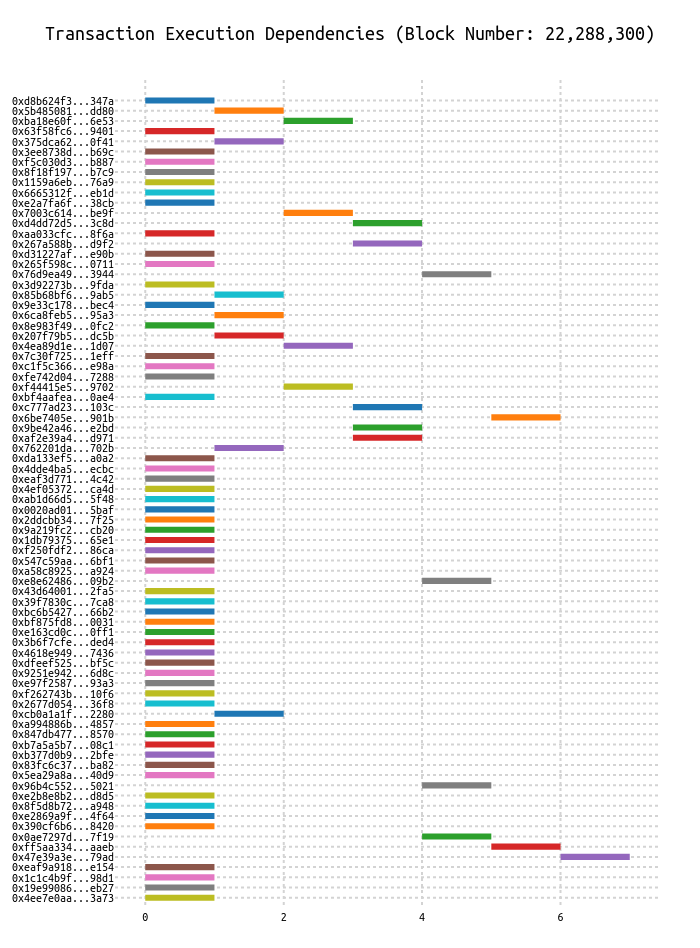 Transaction Execution Dependencies (Block Number: 22,288,300)
0xd8b624f3...347a
0x5b485081...dd80
0xba18e60f...6e53
0x63f58fc6...9401
0x375dca62...0f41
0x3ee8738d...b69c
0xf5c030d3...b887
0x8f18f197...b7c9
0x1159a6eb...76a9
0x6665312f...eb1d
0xe2a7fa6f...38cb
0x7003c614...be9f
0xd4dd72d5...3c8d
0xaa033cfc...8f6a
0x267a588b...d9f2
0xd31227af...e90b
0x265f598c...0711
0x76d9ea49...3944
0x3d92273b...9fda
0x85b68bf6...9ab5
0x9e33c178...bec4
0x6ca8feb5...95a3
0x8e983f49...0fc2
0x207f79b5...dc5b
0x4ea89d1e...1d07
0x7c30f725...1eff
0xc1f5c366...e98a
0xfe742d04...7288
0xf44415e5...9702
0xbf4aafea...0ae4
0xc777ad23...103c
0x6be7405e...901b
0x9be42a46...e2bd
0xaf2e39a4...d971
0x762201da...702b
0xda133ef5...a0a2
0x4dde4ba5...ecbc
0xeaf3d771...4c42
0x4ef05372...ca4d
0xab1d66d5...5f48
0x0020ad01...5baf
0x2ddcbb34...7f25
0x9a219fc2...cb20
0x1db79375...65e1
0xf250fdf2...86ca
0x547c59aa...6bf1
0xa58c8925...a924
0xe8e62486...09b2
0x43d64001...2fa5
0x39f7830c...7ca8
0xbc6b5427...66b2
0xbf875fd8...0031
0xe163cd0c...0ff1
0x3b6f7cfe...ded4
0x4618e949...7436
0xdfeef525...bf5c
0x9251e942...6d8c
0xe97f2587...93a3
0xf262743b...10f6
0x2677d054...36f8
0xcb0a1a1f...2280
0xa994886b...4857
0x847db477...8570
0xb7a5a5b7...08c1
0xb377d0b9...2bfe
0x83fc6c37...ba82
0x5ea29a8a...40d9
0x96b4c552...5021
0xe2b8e8b2...d8d5
0x8f5d8b72...a948
0xe2869a9f...4f64
0x390cf6b6...8420
0x0ae7297d...7f19
0xff5aa334...aaeb
0x47e39a3e...79ad
0xeaf9a918...e154
0x1c1c4b9f...98d1
0x19e99086...eb27
0x4ee7e0aa...3a73
0 2 4 6